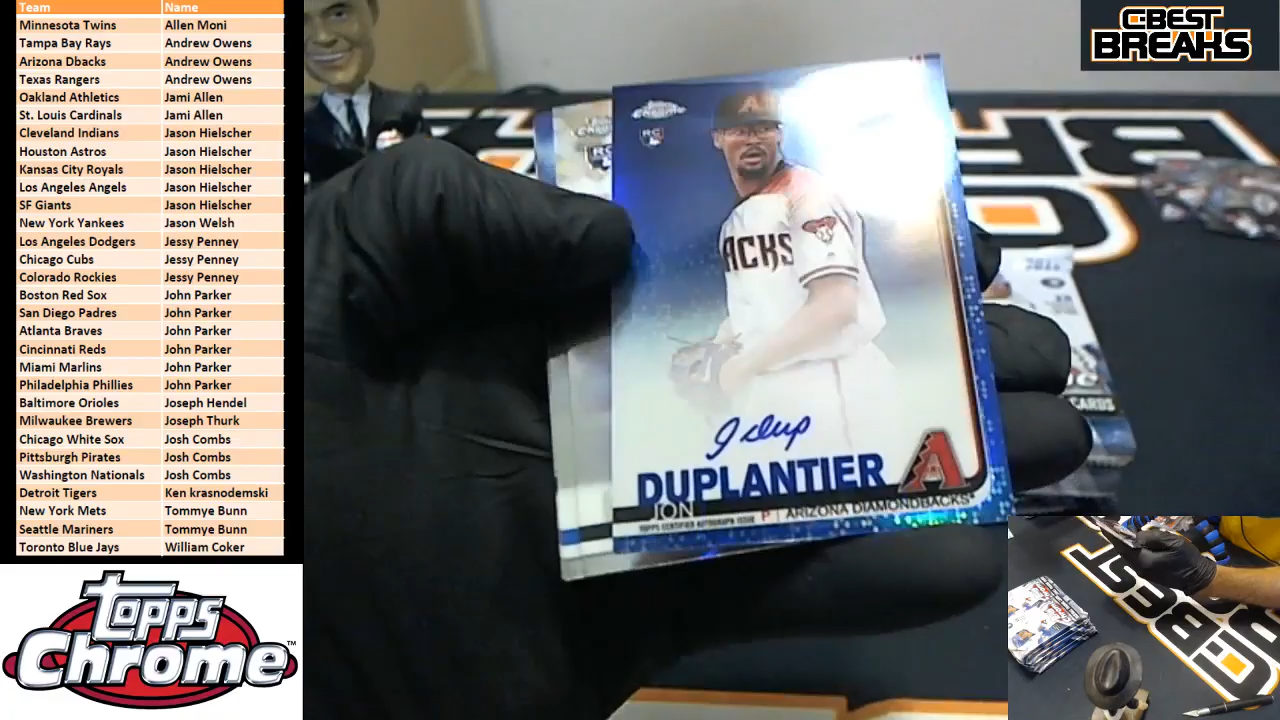 Team Name
Minnesota Twins Allen Moni
Tampa Bay Rays Andrew Owens
Arizona Dbacks Andrew Owens
Texas Rangers Andrew Owens
Oakland Athletics Jami Allen
St. Louis Cardinals Jami Allen
Cleveland Indians Jason Hielscher
Houston Astros Jason Hielscher
Kansas City Royals Jason Hielscher
Los Angeles Angels Jason Hielscher
SF Giants Jason Hielscher
New York Yankees Jason Welsh
Los Angeles Dodgers Jessy Penney
Chicago Cubs Jessy Penney
Colorado Rockies Jessy Penney
Boston Red Sox John Parker
San Diego Padres John Parker
Atlanta Braves John Parker
Cincinnati Reds John Parker
Miami Marlins John Parker
Philadelphia Phillies John Parker
Baltimore Orioles Joseph Hendel
Milwaukee Brewers Joseph Thurk
Chicago White Sox Josh Combs
Pittsburgh Pirates Josh Combs
Washington Nationals Josh Combs
Detroit Tigers Ken krasnodemski
New York Mets Tommye Bunn
Seattle Mariners Tommye Bunn
Toronto Blue Jays William Coker
Topps
Chrome™
C-BEST
BREAKS
Topps
CHROME
RC
ACKS
J Dup
DUPLANTIER
JON
TOPPS CERTIFIED AUTOGRAPH ISSUE P | ARIZONA DIAMONDBACKS
CARDS